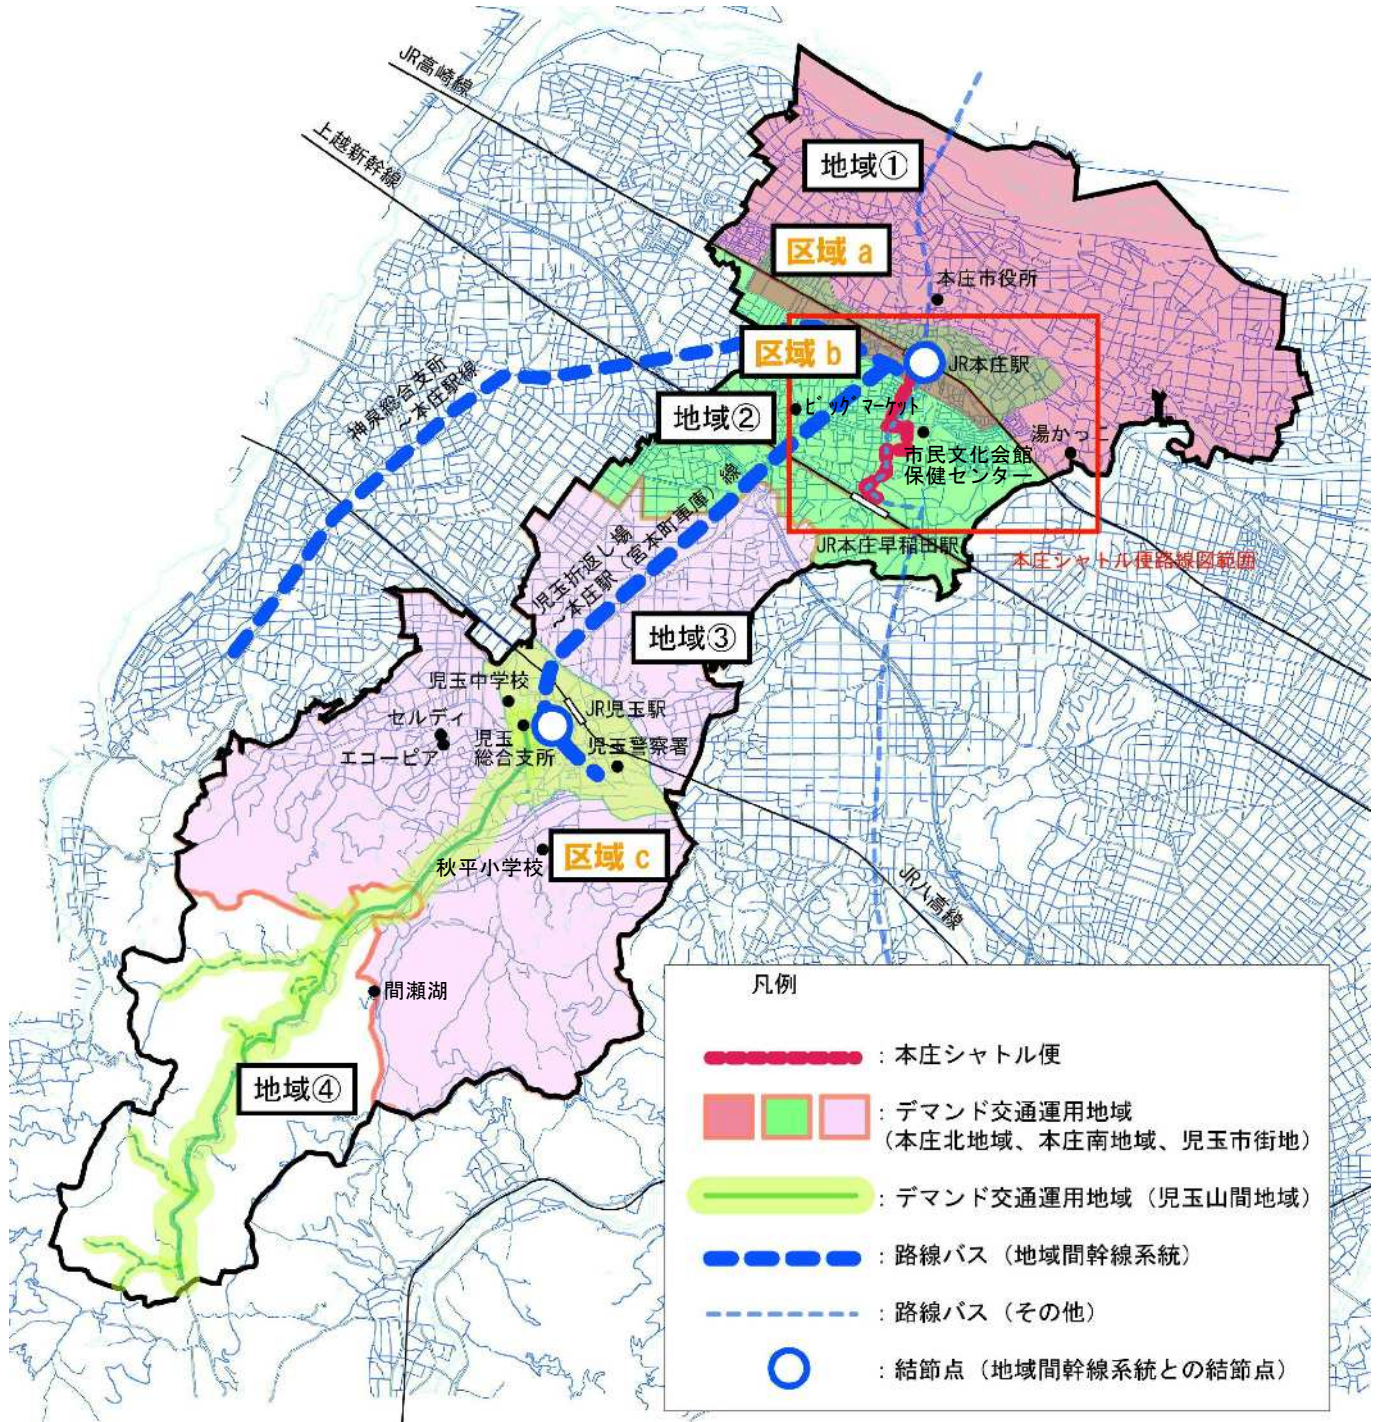 JR高崎線
上越新幹線
地域①
区域 a
本庄市役所
区域 b
JR本庄駅
神泉総合支所
～本庄駅線
地域②
ﾋﾞｯｸﾞマーケット
湯かっこ
市民文化会館
保健センター
児玉折返し場
～本庄駅（宮本町車庫）線
JR本庄早稲田駅
本庄シャトル便路線図範囲
地域③
児玉中学校
セルディ
エコーピア
児玉
総合支所
JR児玉駅
児玉警察署
秋平小学校
区域 c
JR八高線
間瀬湖
地域④
凡例
：本庄シャトル便
：デマンド交通運用地域
（本庄北地域、本庄南地域、児玉市街地）
：デマンド交通運用地域（児玉山間地域）
：路線バス（地域間幹線系統）
：路線バス（その他）
：結節点（地域間幹線系統との結節点）